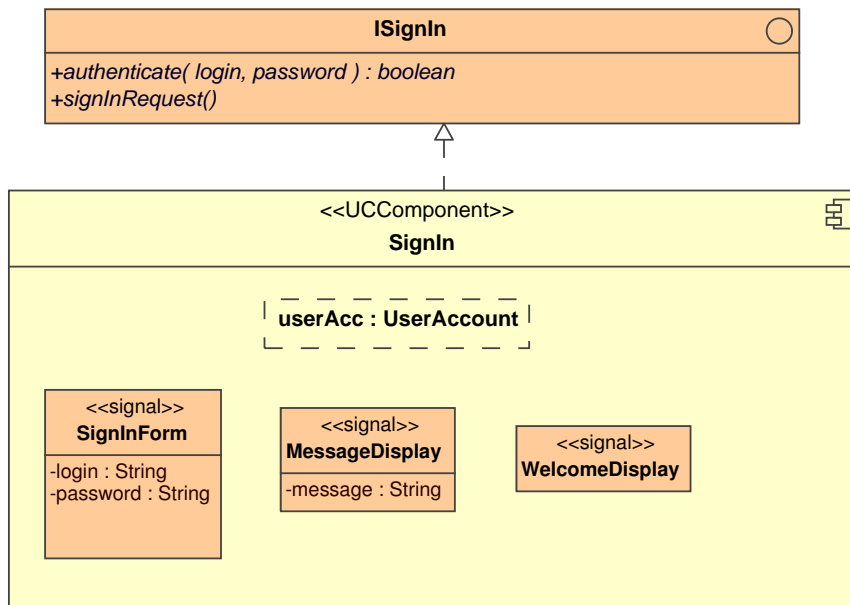 ISignIn
+authenticate( login, password ) : boolean
+signInRequest()
<<UCComponent>>
SignIn
userAcc : UserAccount
<<signal>>
SignInForm
-login : String
-password : String
<<signal>>
MessageDisplay
-message : String
<<signal>>
WelcomeDisplay